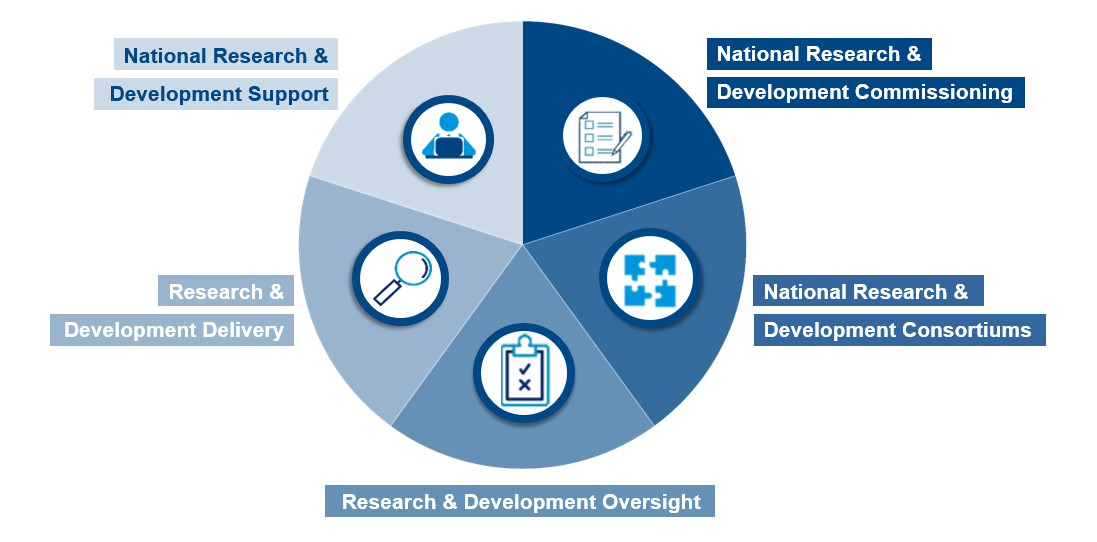 National Research &
Development Support
National Research &
Development Commissioning
Research &
Development Delivery
National Research &
Development Consortiums
Research & Development Oversight